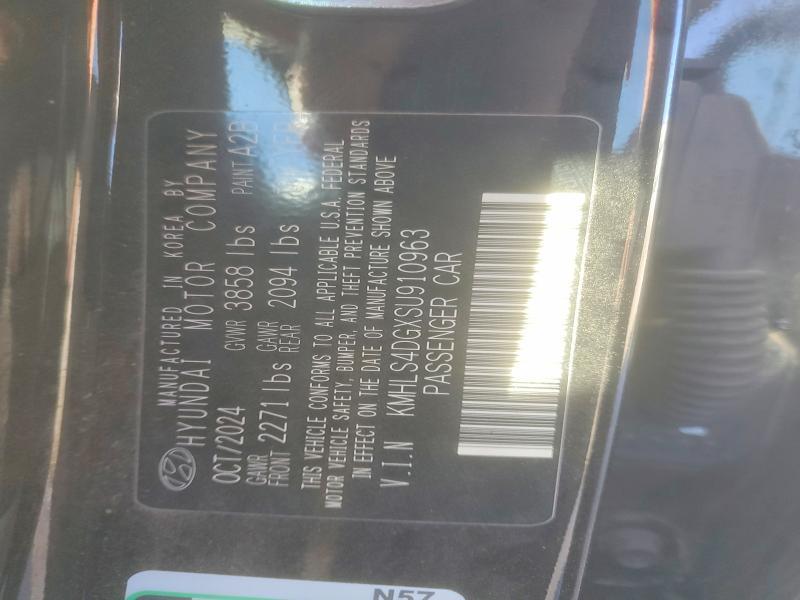 MANUFACTURED IN KOREA BY
HYUNDAI MOTOR COMPANY
OCT/2024 GVWR 3858 lbs PAINT A2B
GAWR FRONT 2271 lbs GAWR REAR 2094 lbs
THIS VEHICLE CONFORMS TO ALL APPLICABLE U.S.A. FEDERAL
MOTOR VEHICLE SAFETY, BUMPER, AND THEFT PREVENTION STANDARDS
IN EFFECT ON THE DATE OF MANUFACTURE SHOWN ABOVE
V.I.N KMHLS4DGXSU910963
PASSENGER CAR
N57